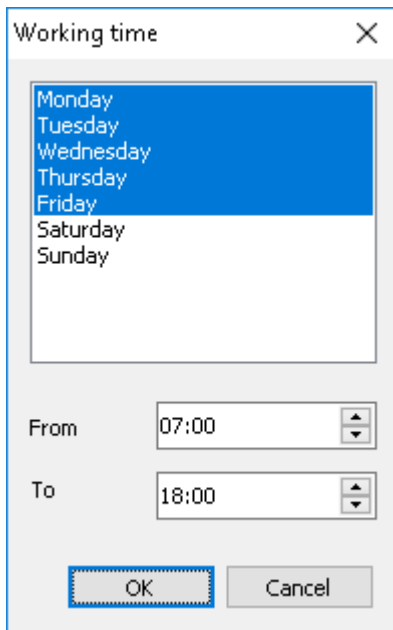 Working time
Monday
Tuesday
Wednesday
Thursday
Friday
Saturday
Sunday
From 07:00
To 18:00
OK Cancel